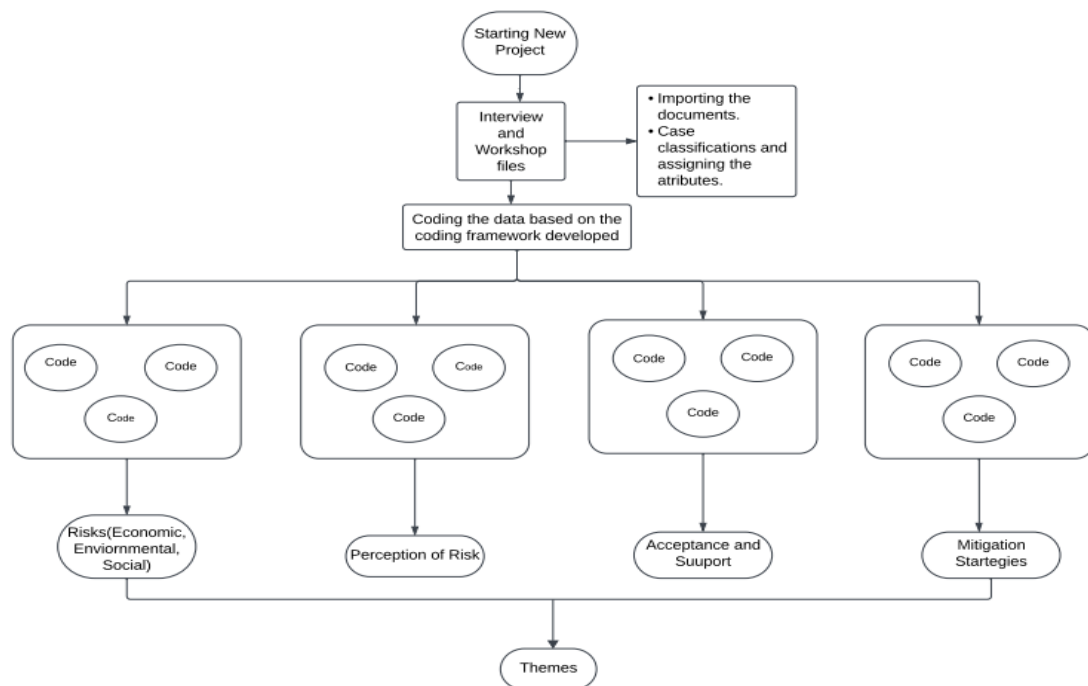 Starting New
Project
Interview
and
Workshop
files
• Importing the
documents.
• Case
classifications and
assigning the
atributes.
Coding the data based on the
coding framework developed
Code
Code
Code
Code
Code
Code
Code
Code
Code
Code
Code
Code
Risks(Economic,
Enviornmental,
Social)
Perception of Risk
Acceptance and
Suuport
Mitigation
Startegies
Themes